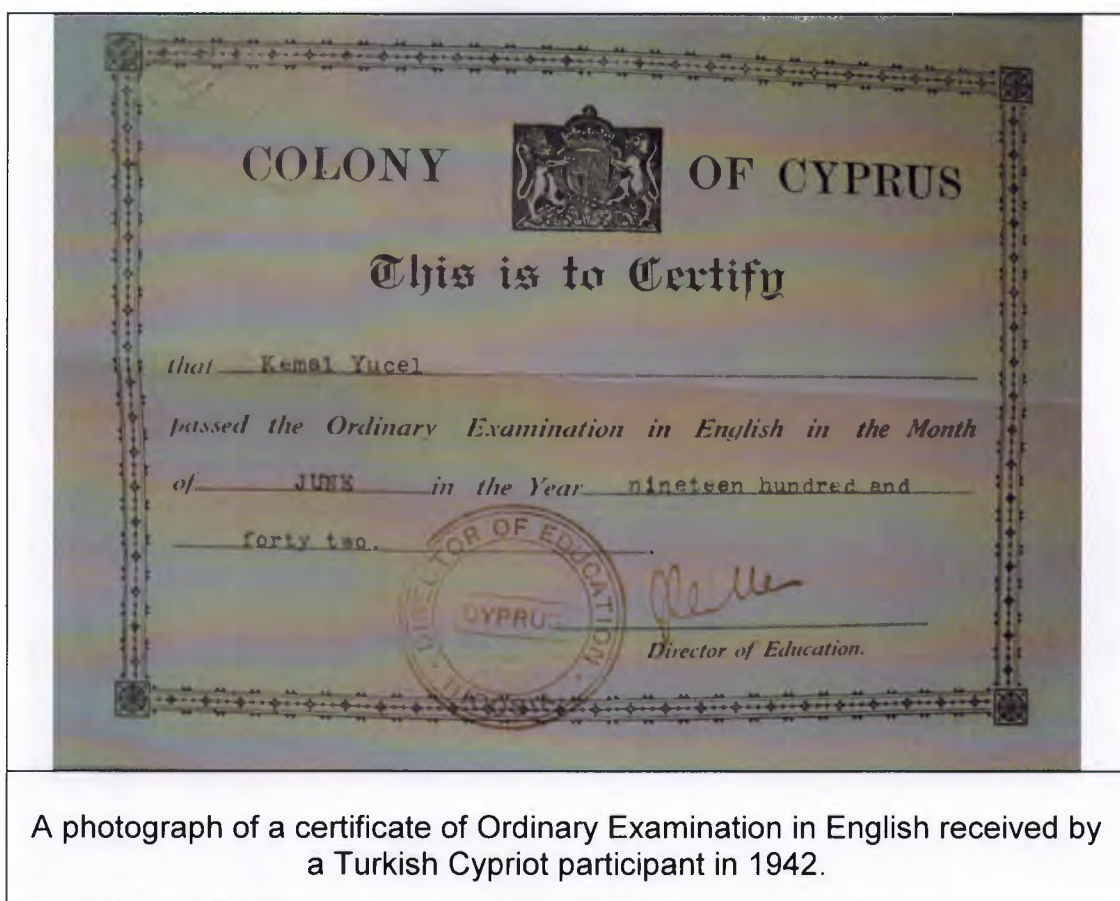 COLONY OF CYPRUS
This is to Certify
that Kemal Yucel
passed the Ordinary Examination in English in the Month
of JUNE in the Year nineteen hundred and
forty two.
DIRECTOR OF EDUCATION
CYPRUS
Director of Education.
A photograph of a certificate of Ordinary Examination in English received by
a Turkish Cypriot participant in 1942.